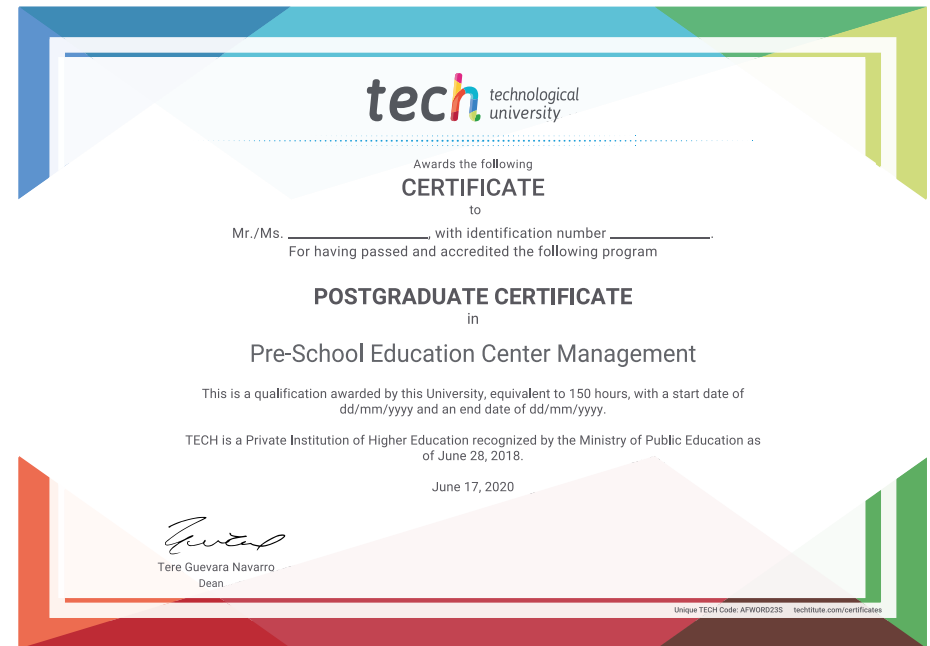 tech technological
university
Awards the following
CERTIFICATE
to
Mr./Ms. ____________________, with identification number ______________.
For having passed and accredited the following program
POSTGRADUATE CERTIFICATE
in
Pre-School Education Center Management
This is a qualification awarded by this University, equivalent to 150 hours, with a start date of
dd/mm/yyyy and an end date of dd/mm/yyyy.
TECH is a Private Institution of Higher Education recognized by the Ministry of Public Education as
of June 28, 2018.
June 17, 2020
Tere Guevara Navarro
Dean
Unique TECH Code: AFWORD23S techtitute.com/certificates